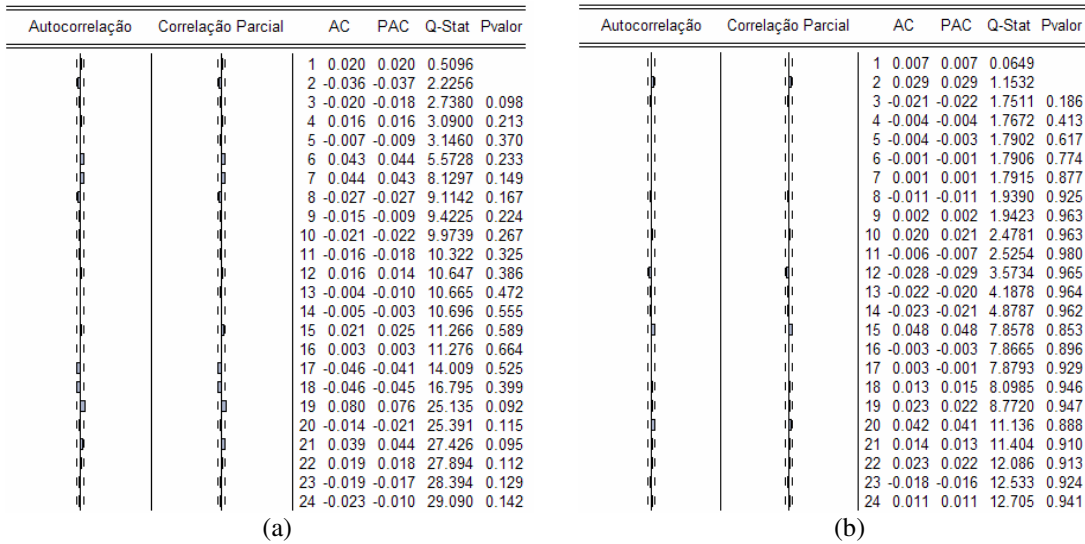 Autocorrelação Correlação Parcial AC PAC Q-Stat Pvalor
1 0.020 0.020 0.5096
2 -0.036 -0.037 2.2256
3 -0.020 -0.018 2.7380 0.098
4 0.016 0.016 3.0900 0.213
5 -0.007 -0.009 3.1460 0.370
6 0.043 0.044 5.5728 0.233
7 0.044 0.043 8.1297 0.149
8 -0.027 -0.027 9.1142 0.167
9 -0.015 -0.009 9.4225 0.224
10 -0.021 -0.022 9.9739 0.267
11 -0.016 -0.018 10.322 0.325
12 0.016 0.014 10.647 0.386
13 -0.004 -0.010 10.665 0.472
14 -0.005 -0.003 10.696 0.555
15 0.021 0.025 11.266 0.589
16 0.003 0.003 11.276 0.664
17 -0.046 -0.041 14.009 0.525
18 -0.046 -0.045 16.795 0.399
19 0.080 0.076 25.135 0.092
20 -0.014 -0.021 25.391 0.115
21 0.039 0.044 27.426 0.095
22 0.019 0.018 27.894 0.112
23 -0.019 -0.017 28.394 0.129
24 -0.023 -0.010 29.090 0.142
(a)
Autocorrelação Correlação Parcial AC PAC Q-Stat Pvalor
1 0.007 0.007 0.0649
2 0.029 0.029 1.1532
3 -0.021 -0.022 1.7511 0.186
4 -0.004 -0.004 1.7672 0.413
5 -0.004 -0.003 1.7902 0.617
6 -0.001 -0.001 1.7906 0.774
7 0.001 0.001 1.7915 0.877
8 -0.011 -0.011 1.9390 0.925
9 0.002 0.002 1.9423 0.963
10 0.020 0.021 2.4781 0.963
11 -0.006 -0.007 2.5254 0.980
12 -0.028 -0.029 3.5734 0.965
13 -0.022 -0.020 4.1878 0.964
14 -0.023 -0.021 4.8787 0.962
15 0.048 0.048 7.8578 0.853
16 -0.003 -0.003 7.8665 0.896
17 0.003 -0.001 7.8793 0.929
18 0.013 0.015 8.0985 0.946
19 0.023 0.022 8.7720 0.947
20 0.042 0.041 11.136 0.888
21 0.014 0.013 11.404 0.910
22 0.023 0.022 12.086 0.913
23 -0.018 -0.016 12.533 0.924
24 0.011 0.011 12.705 0.941
(b)